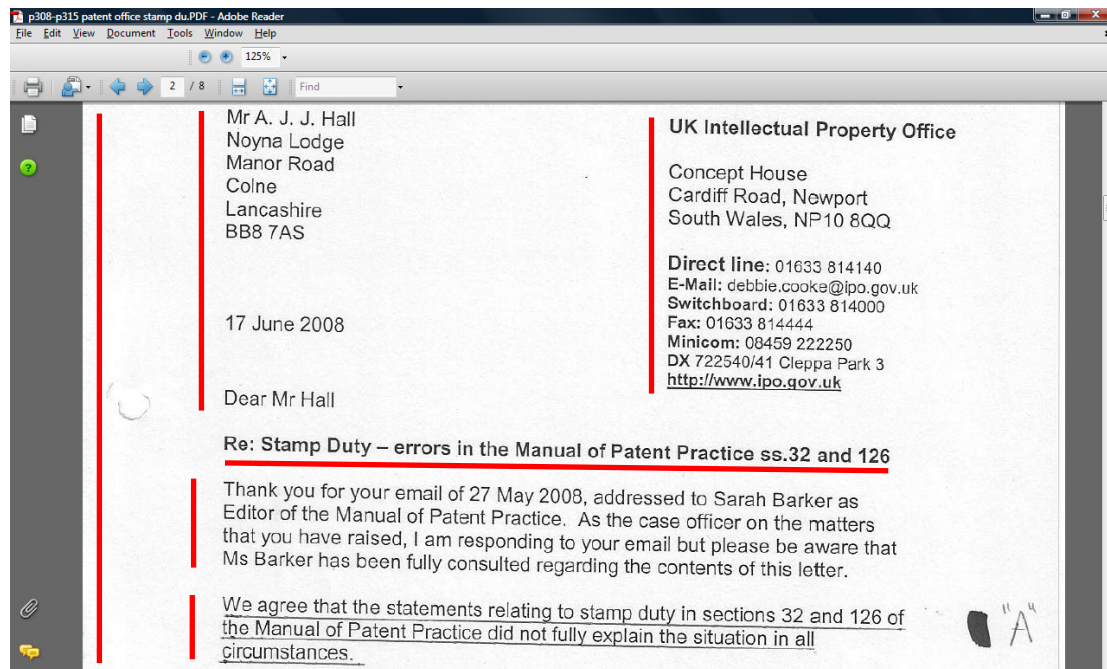 p308-p315 patent office stamp du.PDF - Adobe Reader
File Edit View Document Tools Window Help
125%
2 / 8 Find
Mr A. J. J. Hall
Noyna Lodge
Manor Road
Colne
Lancashire
BB8 7AS
17 June 2008
Dear Mr Hall
UK Intellectual Property Office
Concept House
Cardiff Road, Newport
South Wales, NP10 8QQ
Direct line: 01633 814140
E-Mail: debbie.cooke@ipo.gov.uk
Switchboard: 01633 814000
Fax: 01633 814444
Minicom: 08459 222250
DX 722540/41 Cleppa Park 3
http://www.ipo.gov.uk
Re: Stamp Duty – errors in the Manual of Patent Practice ss.32 and 126
Thank you for your email of 27 May 2008, addressed to Sarah Barker as
Editor of the Manual of Patent Practice. As the case officer on the matters
that you have raised, I am responding to your email but please be aware that
Ms Barker has been fully consulted regarding the contents of this letter.
We agree that the statements relating to stamp duty in sections 32 and 126 of
the Manual of Patent Practice did not fully explain the situation in all
circumstances.
"A"